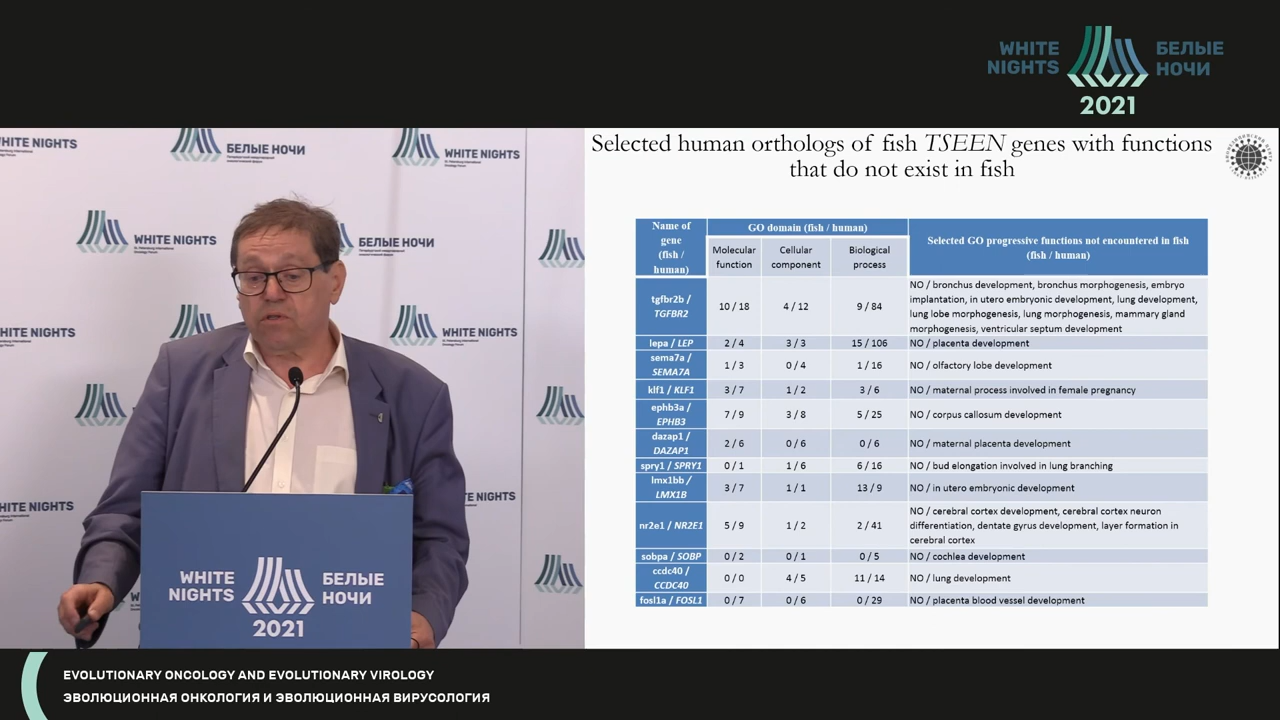 WHITE NIGHTS
БЕЛЫЕ НОЧИ
2021
БЕЛЫЕ НОЧИ
WHITE NIGHTS
WHITE NIGHTS
БЕЛЫЕ НОЧИ
WHITE NIGHTS
WHITE
NIGHTS
БЕЛЫЕ
НОЧИ
2021
Selected human orthologs of fish TSEEN genes with functions
that do not exist in fish
Name of
gene
(fish /
human)
GO domain (fish / human)
Selected GO progressive functions not encountered in fish
(fish / human)
Molecular
function
Cellular
component
Biological
process
tgfbr2b /
TGFBR2
10 / 18
4 / 12
9 / 84
NO / bronchus development, bronchus morphogenesis, embryo
implantation, in utero embryonic development, lung development,
lung lobe morphogenesis, lung morphogenesis, mammary gland
morphogenesis, ventricular septum development
lepa / LEP
2 / 4
3 / 3
15 / 106
NO / placenta development
sema7a /
SEMA7A
1 / 3
0 / 4
1 / 16
NO / olfactory lobe development
klf1 / KLF1
3 / 7
1 / 2
3 / 6
NO / maternal process involved in female pregnancy
ephb3a /
EPHB3
7 / 9
3 / 8
5 / 25
NO / corpus callosum development
dazap1 /
DAZAP1
2 / 6
0 / 6
0 / 6
NO / maternal placenta development
spry1 / SPRY1
0 / 1
1 / 6
6 / 16
NO / bud elongation involved in lung branching
lmx1bb /
LMX1B
3 / 7
1 / 1
13 / 9
NO / in utero embryonic development
nr2e1 / NR2E1
5 / 9
1 / 2
2 / 41
NO / cerebral cortex development, cerebral cortex neuron
differentiation, dentate gyrus development, layer formation in
cerebral cortex
sobpa / SOBP
0 / 2
0 / 1
0 / 5
NO / cochlea development
ccdc40 /
CCDC40
0 / 0
4 / 5
11 / 14
NO / lung development
fosl1a / FOSL1
0 / 7
0 / 6
0 / 29
NO / placenta blood vessel development
EVOLUTIONARY ONCOLOGY AND EVOLUTIONARY VIROLOGY
ЭВОЛЮЦИОННАЯ ОНКОЛОГИЯ И ЭВОЛЮЦИОННАЯ ВИРУСОЛОГИЯ